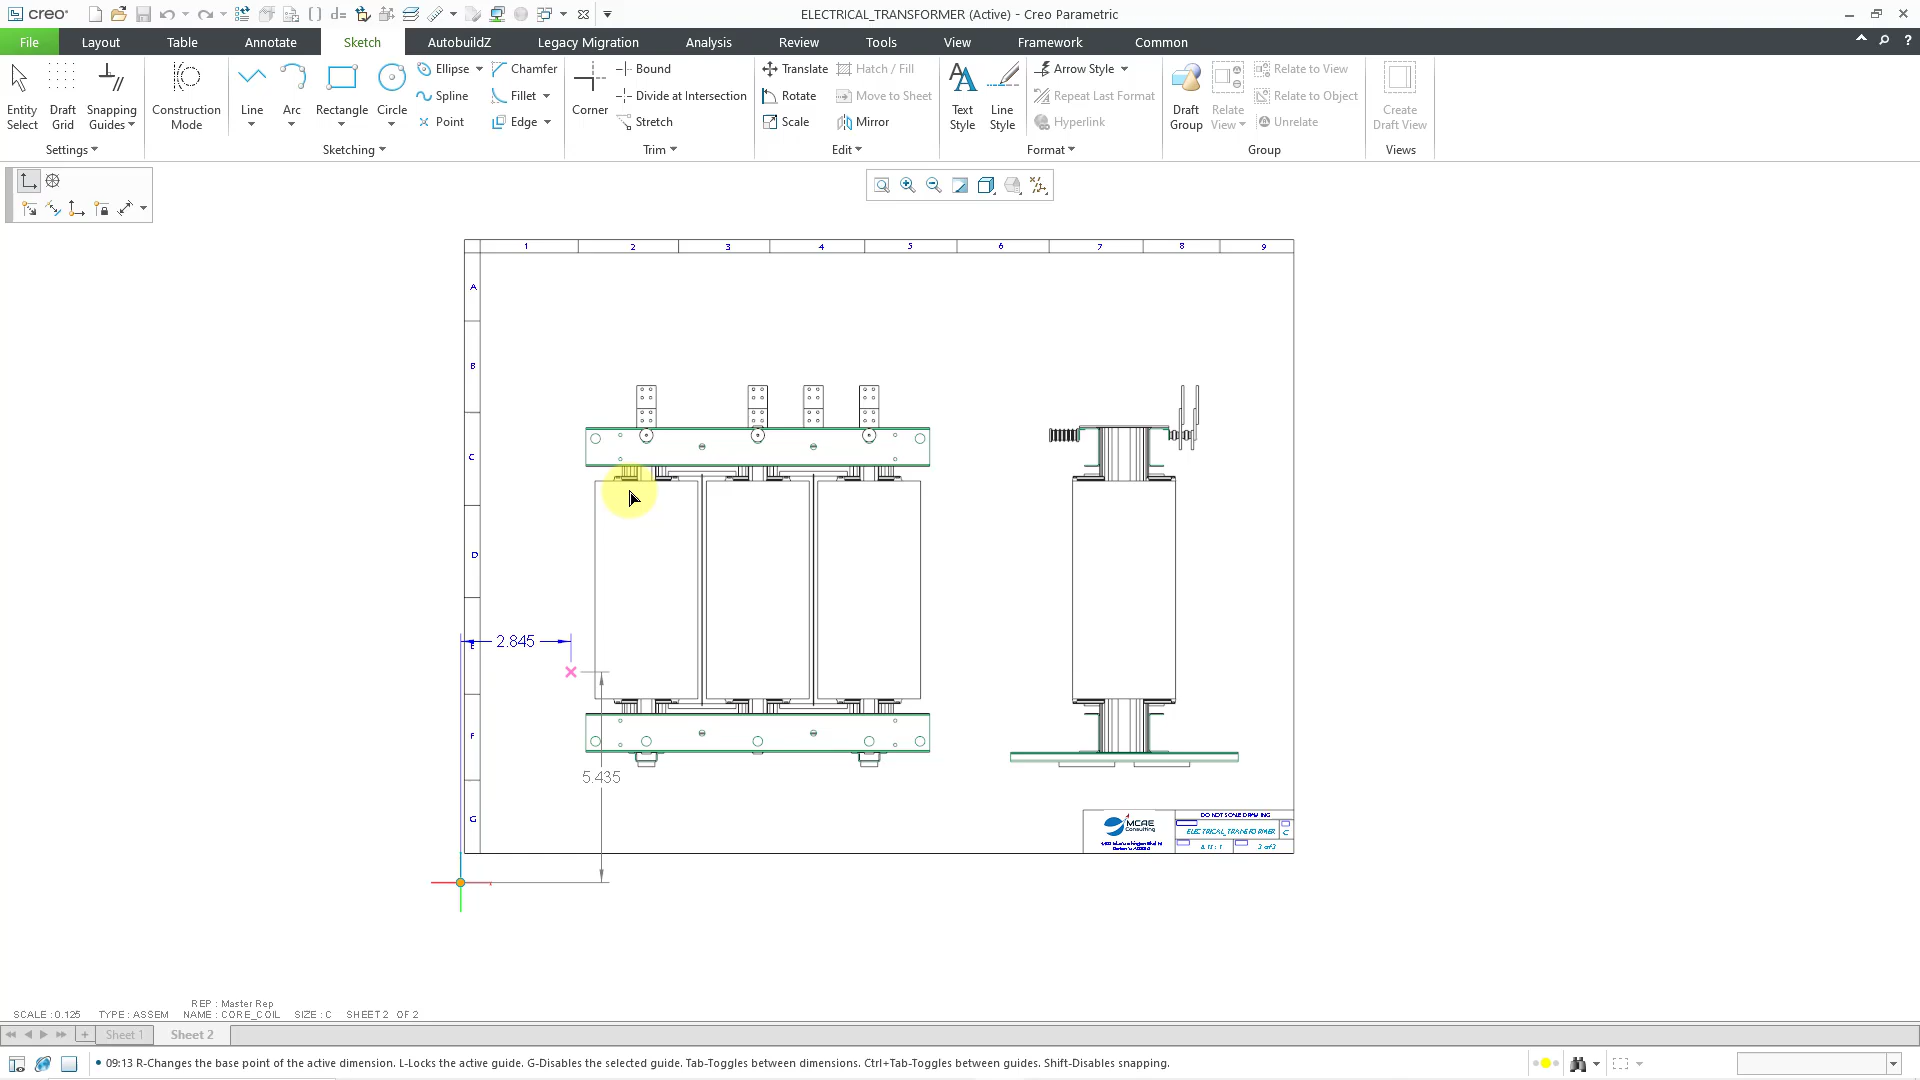 creo
ELECTRICAL_TRANSFORMER (Active) - Creo Parametric
File
Layout
Table
Annotate
Sketch
AutobuildZ
Legacy Migration
Analysis
Review
Tools
View
Framework
Common
Entity Select
Draft Grid
Snapping Guides
Settings
Construction Mode
Line
Arc
Rectangle
Circle
Ellipse
Spline
Point
Chamfer
Fillet
Edge
Sketching
Corner
Bound
Divide at Intersection
Stretch
Trim
Translate
Rotate
Scale
Hatch / Fill
Move to Sheet
Mirror
Edit
Text Style
Line Style
Arrow Style
Repeat Last Format
Hyperlink
Format
Draft Group
Relate View
Relate to View
Relate to Object
Unrelate
Group
Create Draft View
Views
1 2 3 4 5 6 7 8 9
A
B
C
D
E
F
G
2.845
5.435
MCAE
Consulting
DO NOT SCALE DRAWING
ELECTRICAL_TRANSFORMER
C
REP : Master Rep
SCALE : 0.125 TYPE : ASSEM NAME : CORE_COIL SIZE : C SHEET 2 OF 2
Sheet 1
Sheet 2
• 09:13 R-Changes the base point of the active dimension. L-Locks the active guide. G-Disables the selected guide. Tab-Toggles between dimensions. Ctrl+Tab-Toggles between guides. Shift-Disables snapping.